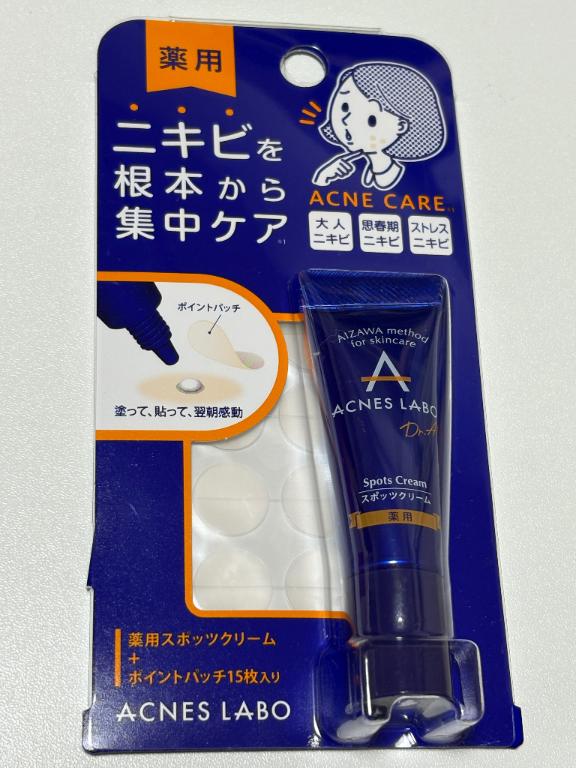 薬用
ニキビを
根本から
集中ケア※1
ACNE CARE※1
大人
ニキビ
思春期
ニキビ
ストレス
ニキビ
ポイントパッチ
塗って、貼って、翌朝感動
AIZAWA method
for skincare
A
ACNES LABO
Dr.A
Spots Cream
スポッツクリーム
薬用
薬用スポッツクリーム
+
ポイントパッチ15枚入り
ACNES LABO